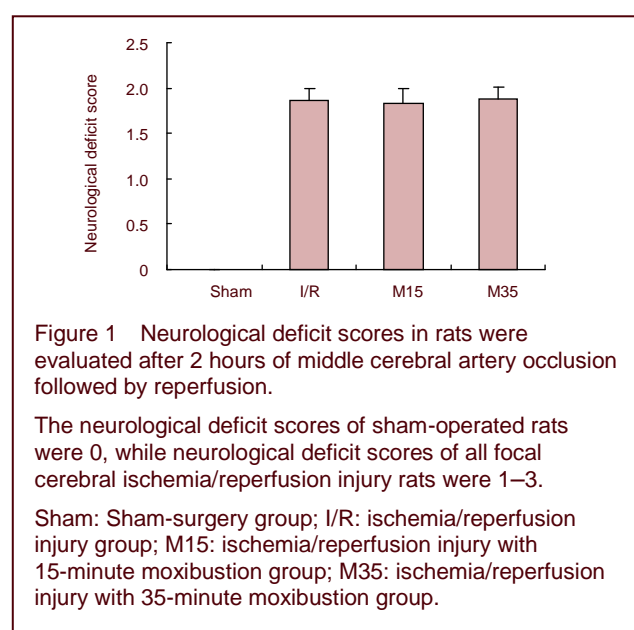 2.5
2.0
1.5
1.0
0.5
0
Neurological deficit score
Sham I/R M15 M35
Figure 1 Neurological deficit scores in rats were
evaluated after 2 hours of middle cerebral artery occlusion
followed by reperfusion.
The neurological deficit scores of sham-operated rats
were 0, while neurological deficit scores of all focal
cerebral ischemia/reperfusion injury rats were 1–3.
Sham: Sham-surgery group; I/R: ischemia/reperfusion
injury group; M15: ischemia/reperfusion injury with
15-minute moxibustion group; M35: ischemia/reperfusion
injury with 35-minute moxibustion group.